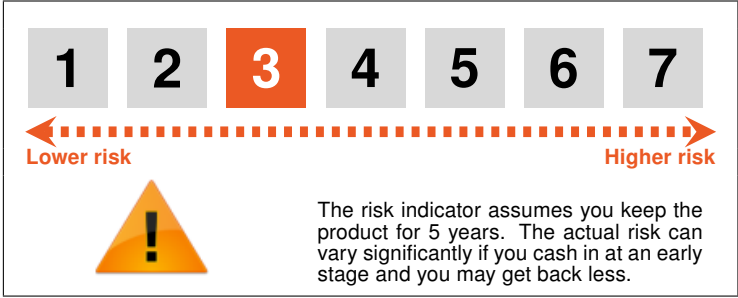 1 2 3 4 5 6 7
Lower risk Higher risk
!
The risk indicator assumes you keep the
product for 5 years. The actual risk can
vary significantly if you cash in at an early
stage and you may get back less.